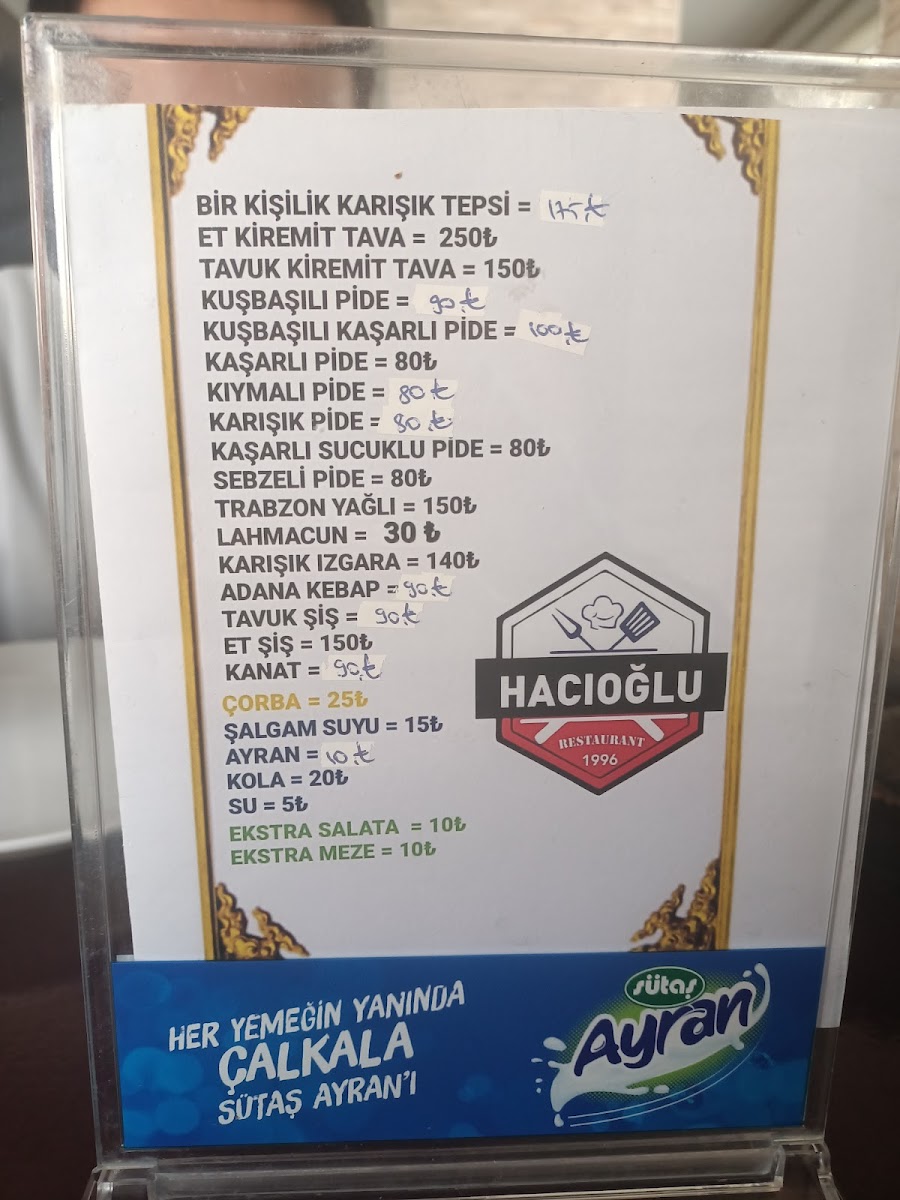 BİR KİŞİLİK KARIŞIK TEPSİ = 175,₺
ET KİREMİT TAVA = 250₺
TAVUK KİREMİT TAVA = 150₺
KUŞBAŞILI PİDE = 90,₺
KUŞBAŞILI KAŞARLI PİDE = 100,₺
KAŞARLI PİDE = 80₺
KIYMALI PİDE = 80 ₺
KARIŞIK PİDE = 80,₺
KAŞARLI SUCUKLU PİDE = 80₺
SEBZELİ PİDE = 80₺
TRABZON YAĞLI = 150₺
LAHMACUN = 30 ₺
KARIŞIK IZGARA = 140₺
ADANA KEBAP = 90,₺
TAVUK ŞİŞ = 90,₺
ET ŞİŞ = 150₺
KANAT = 90,₺
ÇORBA = 25₺
ŞALGAM SUYU = 15₺
AYRAN = 10,₺
KOLA = 20₺
SU = 5₺
EKSTRA SALATA = 10₺
EKSTRA MEZE = 10₺
HACIOĞLU
RESTAURANT
1996
HER YEMEĞİN YANINDA
ÇALKALA
SÜTAŞ AYRAN'I
sütaş
Ayran